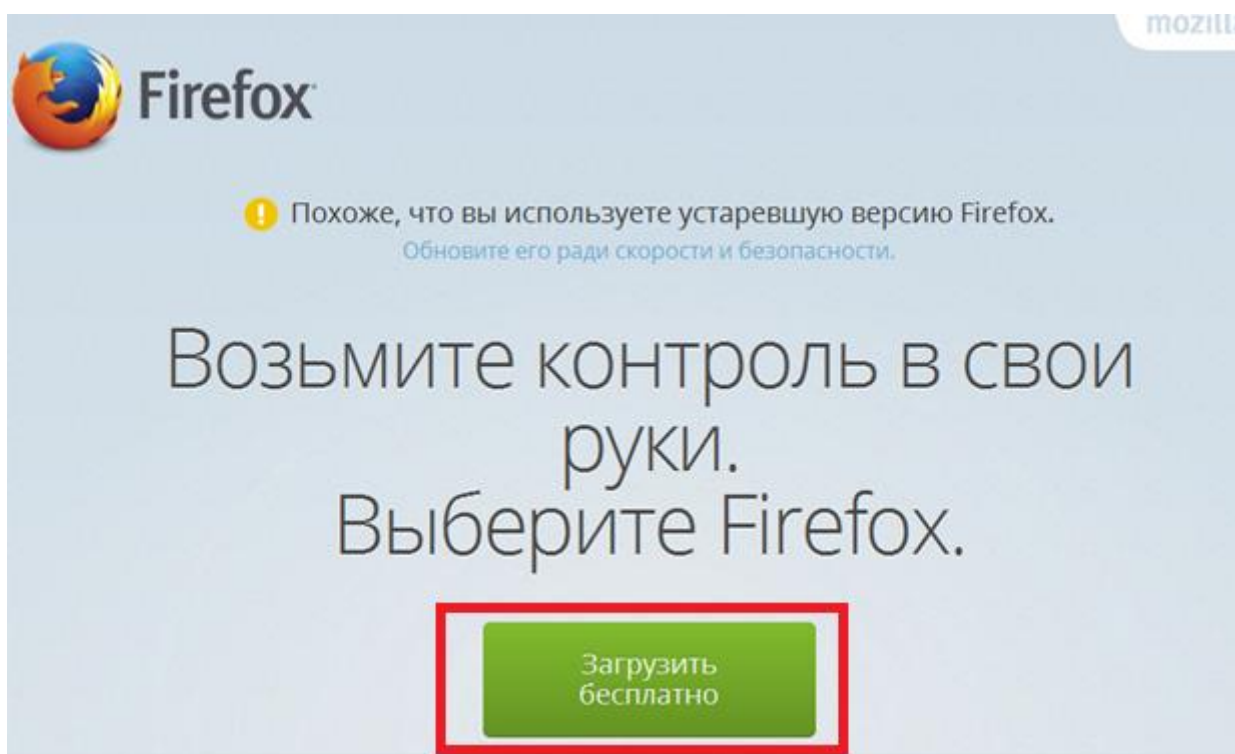 mozilla
Firefox
Похоже, что вы используете устаревшую версию Firefox.
Обновите его ради скорости и безопасности.
Возьмите контроль в свои
руки.
Выберите Firefox.
Загрузить
бесплатно